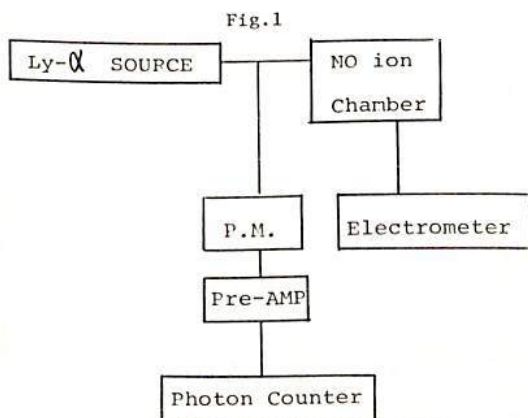 Fig.1
Ly-α SOURCE
NO ion
Chamber
P.M.
Electrometer
Pre-AMP
Photon Counter